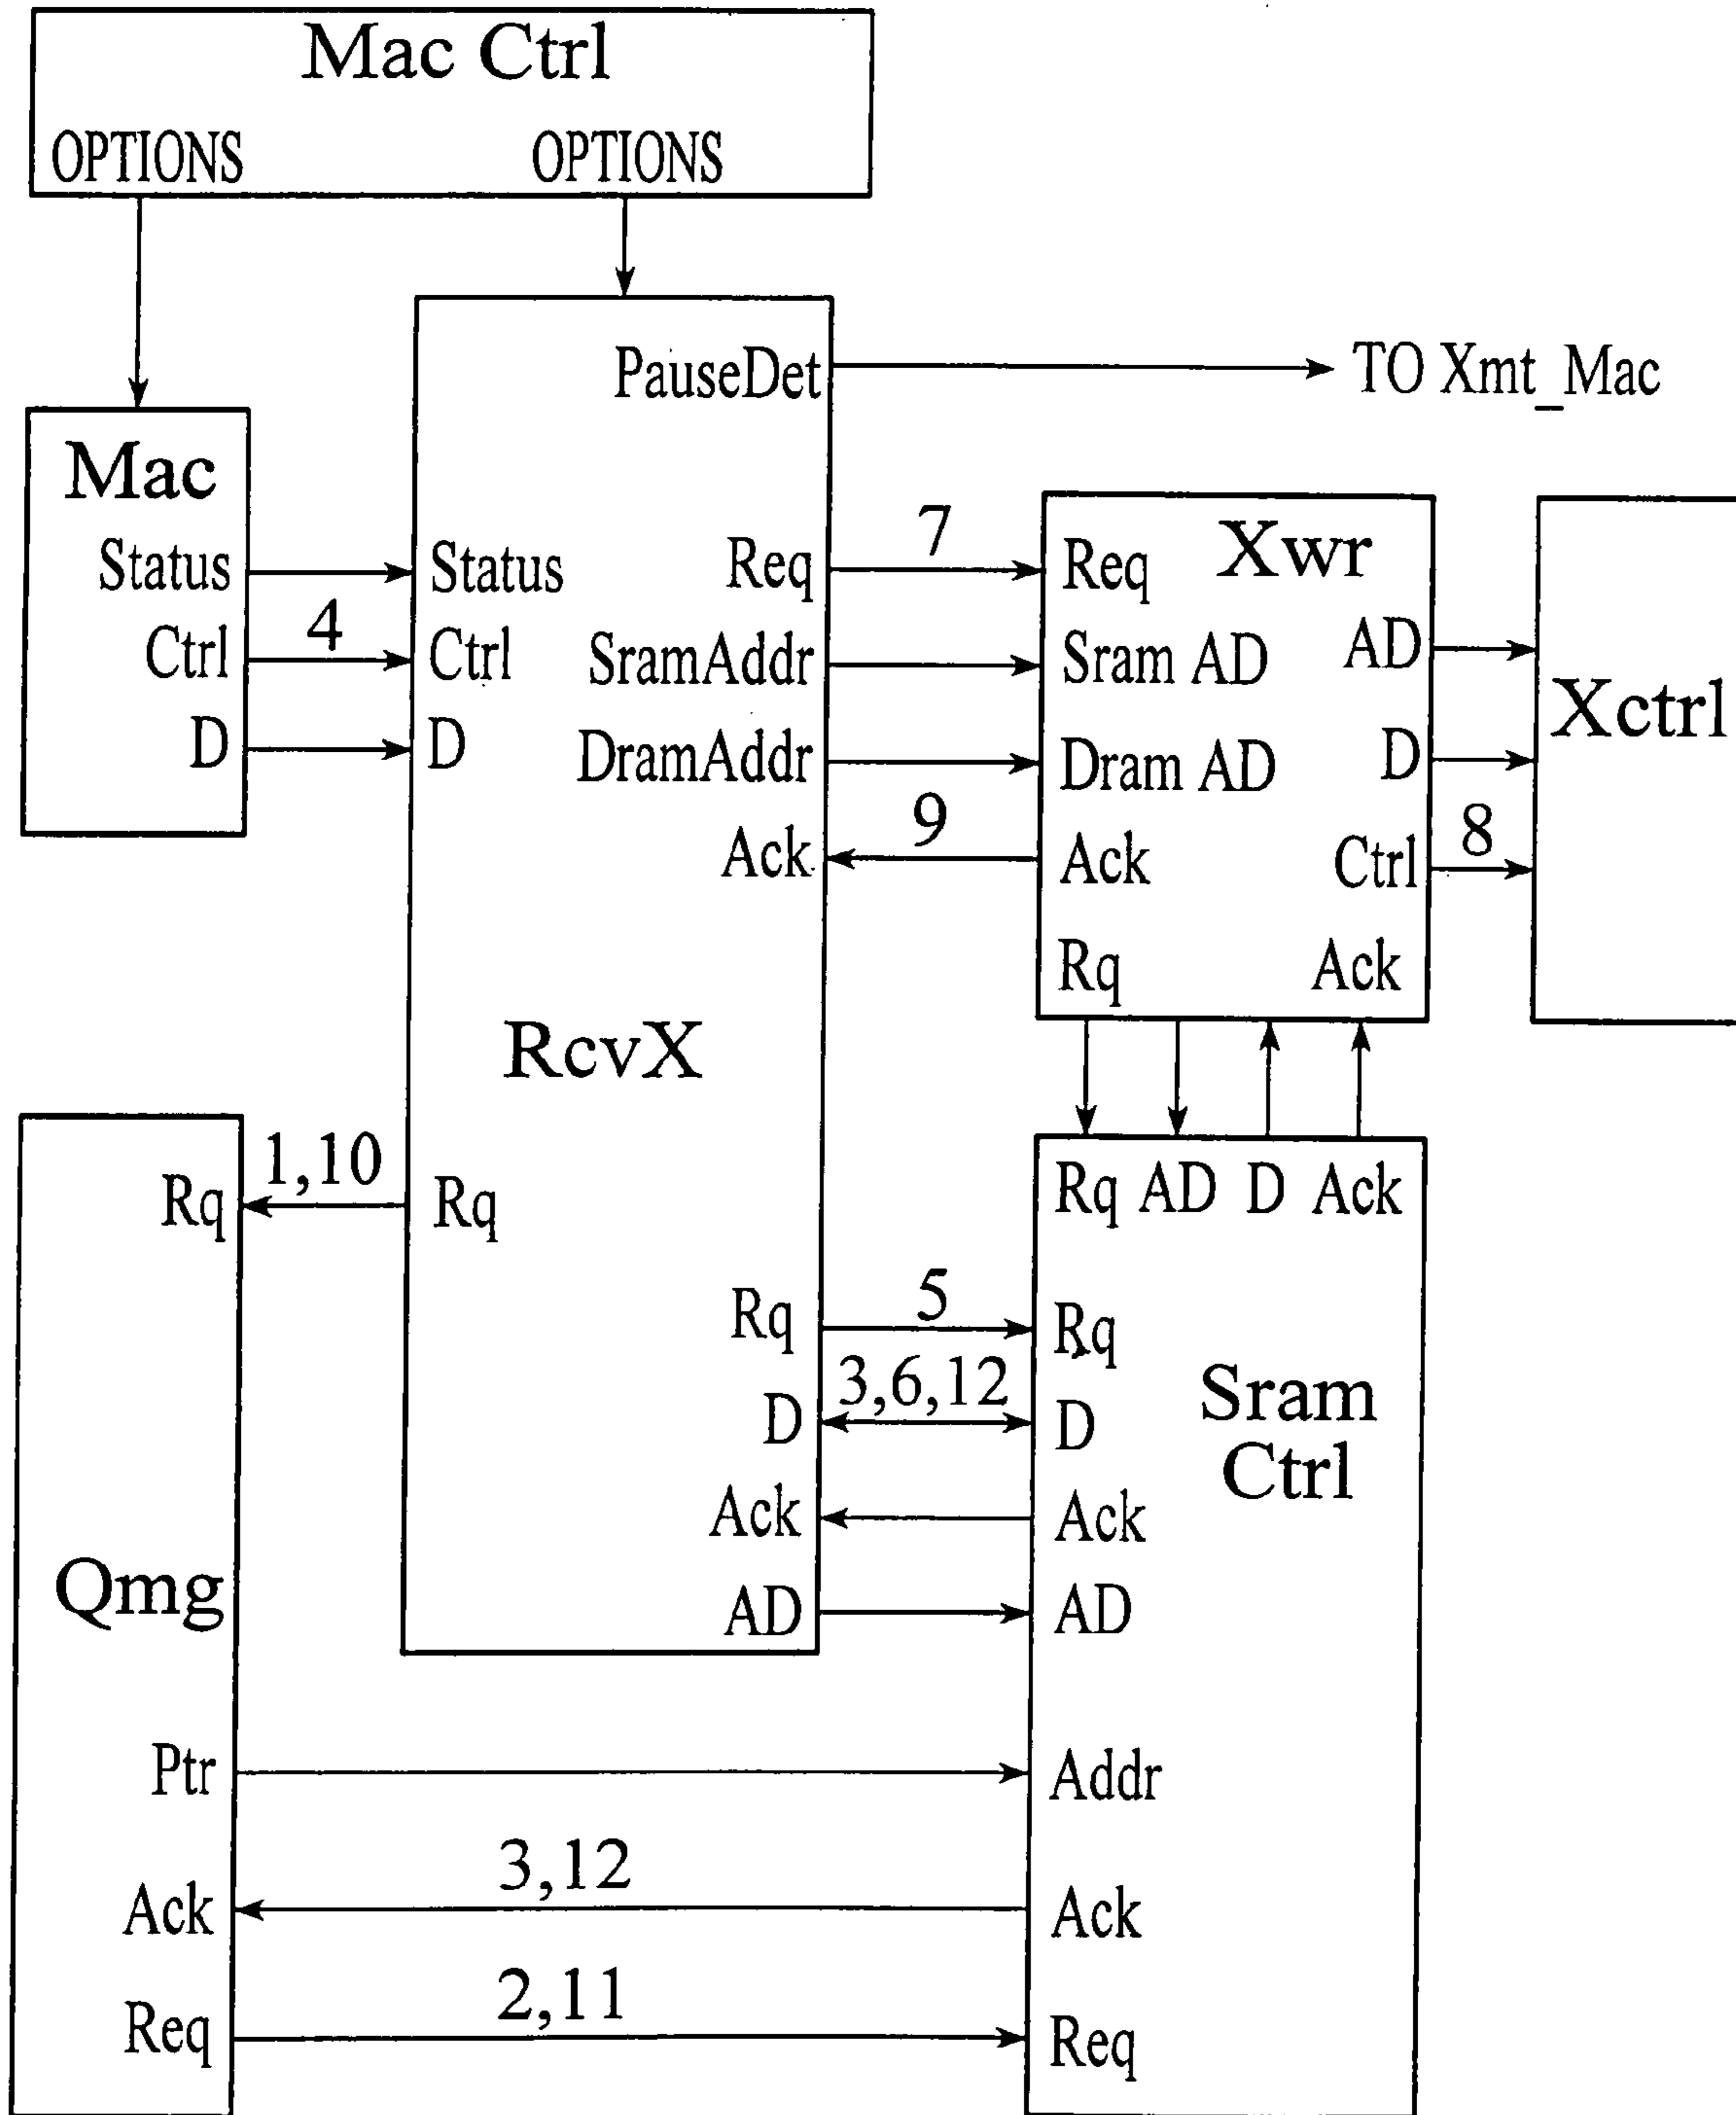 Mac Ctrl
OPTIONS OPTIONS
PauseDet TO Xmt_Mac
Mac
Status Status
Ctrl 4 Ctrl
D D
Req 7 Req Xwr
SramAddr Sram AD AD
DramAddr Dram AD D
Xctrl
Ack 9 Ack Ctrl 8
Rq Ack
RcvX
Rq 1,10 Rq
Rq AD D Ack
Rq 5 Rq
D 3,6,12 D
Sram
Ctrl
Ack Ack
AD AD
Qmg
Ptr Addr
Ack 3,12 Ack
Req 2,11 Req